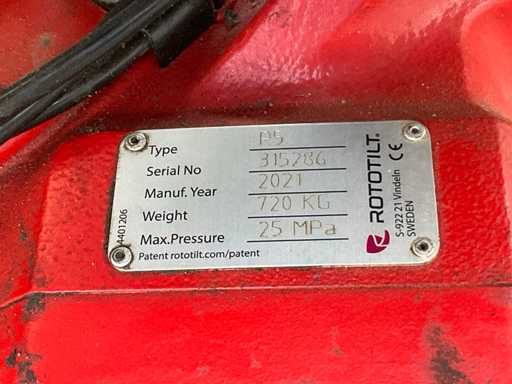 Type R5
Serial No 315286
Manuf. Year 2021
Weight 720 KG
Max.Pressure 25 MPa
Patent rototilt.com/patent
4401206
ROTOTILT.
S-922 21 Vindeln
SWEDEN
CE